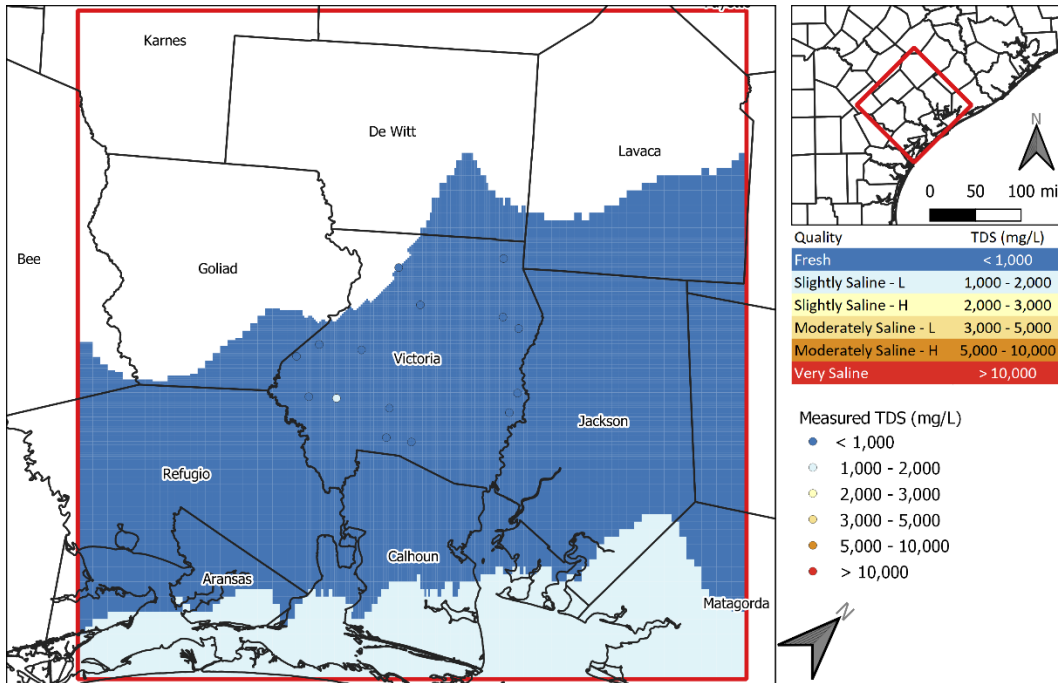 Fayette
Karnes
De Witt
Lavaca
Bee
Goliad
Victoria
Jackson
Refugio
Calhoun
Aransas
Matagorda
N
0 50 100 mi
Quality TDS (mg/L)
Fresh < 1,000
Slightly Saline - L 1,000 - 2,000
Slightly Saline - H 2,000 - 3,000
Moderately Saline - L 3,000 - 5,000
Moderately Saline - H 5,000 - 10,000
Very Saline > 10,000
Measured TDS (mg/L)
< 1,000
1,000 - 2,000
2,000 - 3,000
3,000 - 5,000
5,000 - 10,000
> 10,000
N